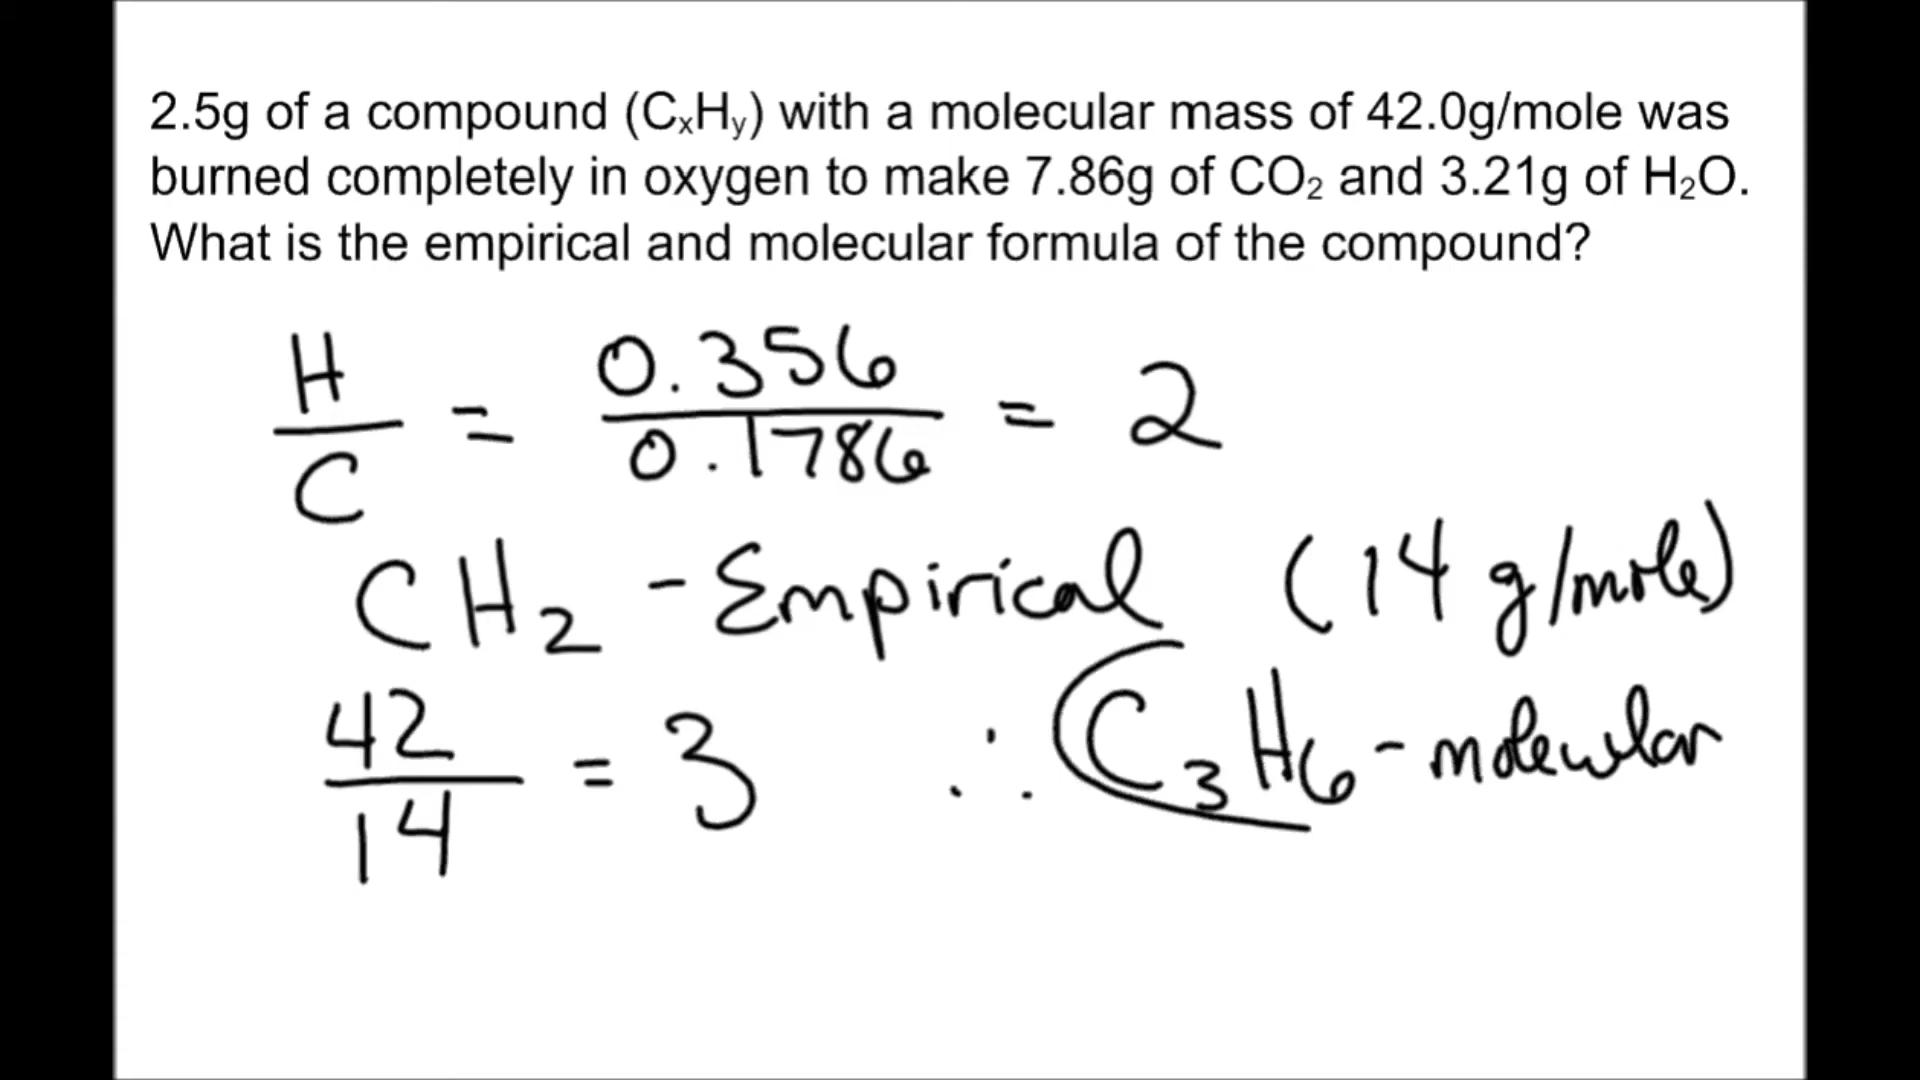 2.5g of a compound (CₓHᵧ) with a molecular mass of 42.0g/mole was
burned completely in oxygen to make 7.86g of CO₂ and 3.21g of H₂O.
What is the empirical and molecular formula of the compound?
H/C = 0.356/0.1786 = 2
CH₂ - Empirical (14 g/mole)
42/14 = 3 ∴ C₃H₆ - molecular